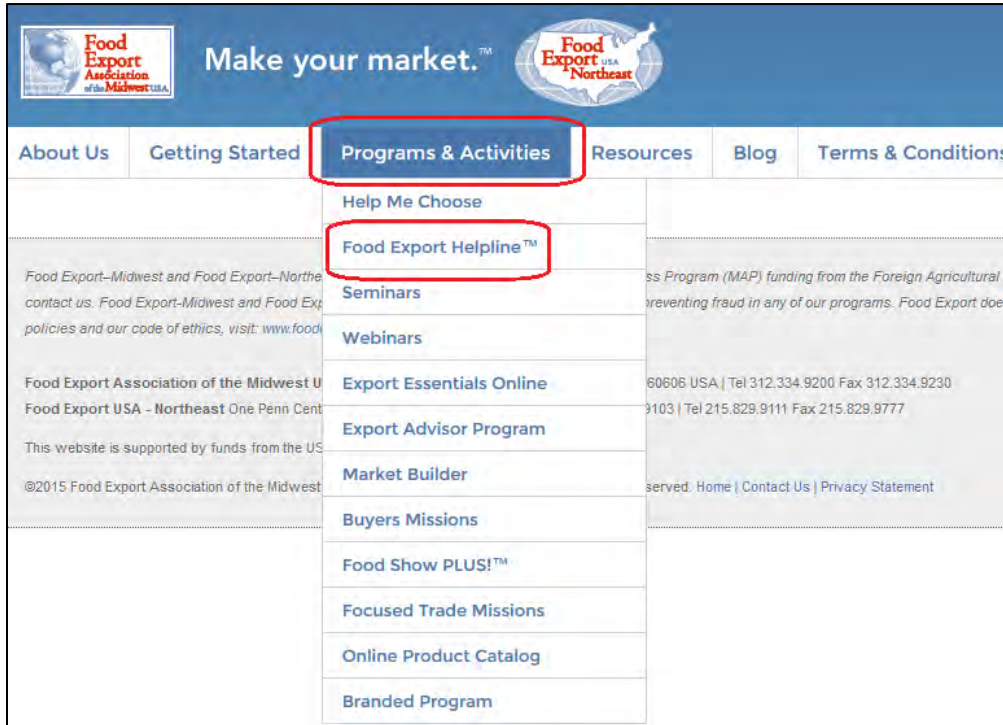 Food
Export
Association
of the Midwest USA
Make your market.™
Food
Export USA
Northeast
About Us
Getting Started
Programs & Activities
Resources
Blog
Terms & Conditions
Help Me Choose
Food Export Helpline™
Seminars
Webinars
Export Essentials Online
Export Advisor Program
Market Builder
Buyers Missions
Food Show PLUS!™
Focused Trade Missions
Online Product Catalog
Branded Program
Food Export–Midwest and Food Export–Northe ss Program (MAP) funding from the Foreign Agricultural
contact us. Food Export-Midwest and Food Exp reventing fraud in any of our programs. Food Export doe
policies and our code of ethics, visit: www.food
Food Export Association of the Midwest U 60606 USA | Tel 312.334.9200 Fax 312.334.9230
Food Export USA - Northeast One Penn Cent 9103 | Tel 215.829.9111 Fax 215.829.9777
This website is supported by funds from the US
©2015 Food Export Association of the Midwest served. Home | Contact Us | Privacy Statement